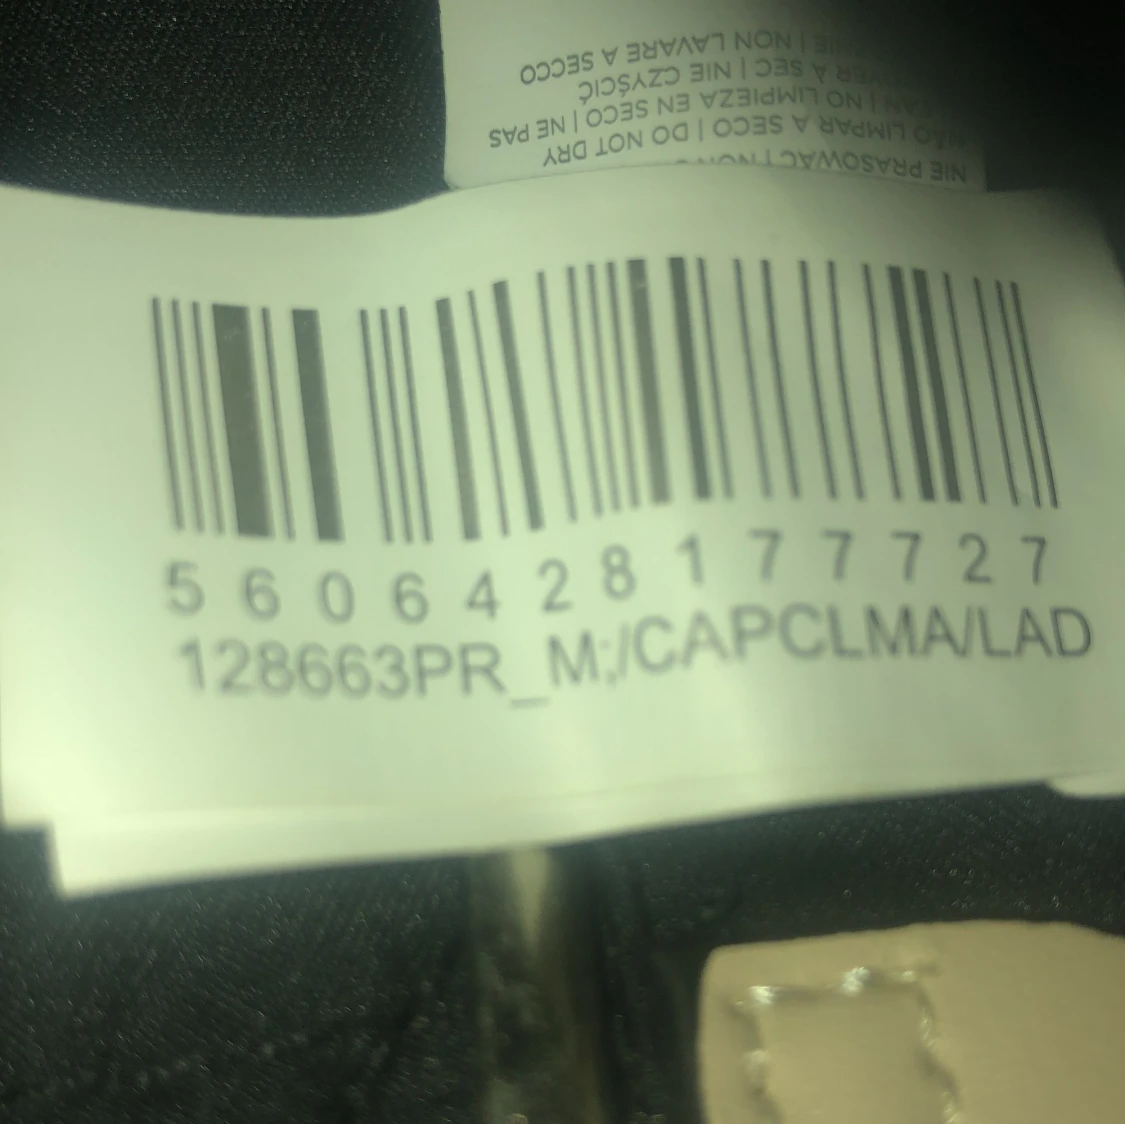 5606428177727
128663PR_M;/CAPCLMA/LAD
NIE PRASOWAĆ | NON
LIMPAR A SECO | DO NOT DRY
| NO LIMPIEZA EN SECO | NE PAS
A SEC | NIE CZYŚCIĆ
| NON LAVARE A SECCO